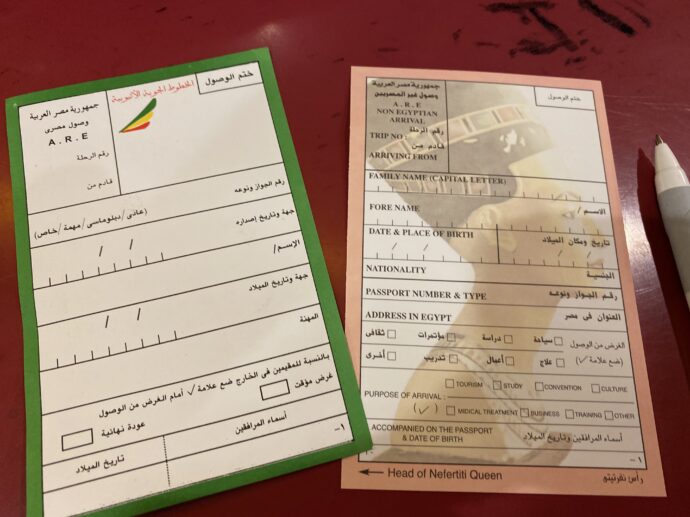 ختم الوصول
الخطوط الجوية الاثيوبية
جمهورية مصر العربية
وصول مصرى
A . R . E
رقم الرحلة
قادم من
رقم الجواز ونوعه
(عادى/دبلوماسى/مهمة/خاص)
جهة وتاريخ إصداره
الإسم/
جهة وتاريخ الميلاد
المهنة
بالنسبة للمقيمين فى الخارج ضع علامة √ أمام الغرض من الوصول
غرض مؤقت
عودة نهائية
أسماء المرافقين
تاريخ الميلاد
١-
جمهورية مصر العربية
وصول غير المصريين
A . R . E
NON EGYPTIAN
ARRIVAL
ختم الوصول
TRIP NO : رقم الرحلة
قادم من
ARRIVING FROM
FAMILY NAME (CAPITAL LETTER)
FORE NAME الاسم /
DATE & PLACE OF BIRTH تاريخ ومكان الميلاد
NATIONALITY الجنسية
PASSPORT NUMBER & TYPE رقم الجواز ونوعه
ADDRESS IN EGYPT العنوان فى مصر
الغرض من الوصول سياحة دراسة مؤتمرات ثقافى
(ضع علامة √) علاج أعمال تدريب أخرى
TOURISM STUDY CONVENTION CULTURE
PURPOSE OF ARRIVAL :
(√) MEDICAL TREATMENT BUSINESS TRAINING OTHER
ACCOMPANIED ON THE PASSPORT
& DATE OF BIRTH
أسماء المرافقين وتاريخ الميلاد
١-
Head of Nefertiti Queen
رأس نفرتيتى